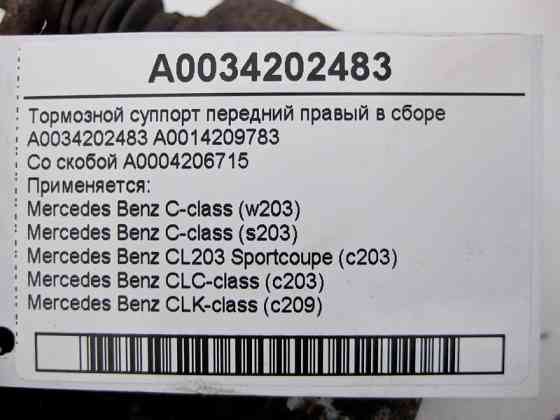 A0034202483
Тормозной суппорт передний правый в сборе
A0034202483 A0014209783
Со скобой A0004206715
Применяется:
Mercedes Benz C-class (w203)
Mercedes Benz C-class (s203)
Mercedes Benz CL203 Sportcoupe (c203)
Mercedes Benz CLC-class (c203)
Mercedes Benz CLK-class (c209)